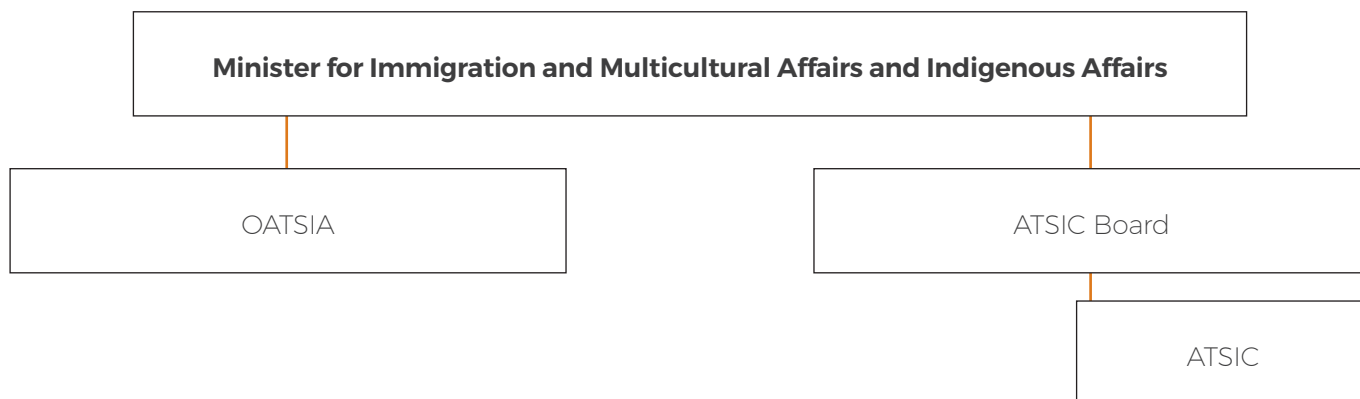 Minister for Immigration and Multicultural Affairs and Indigenous Affairs
OATSIA
ATSIC Board
ATSIC